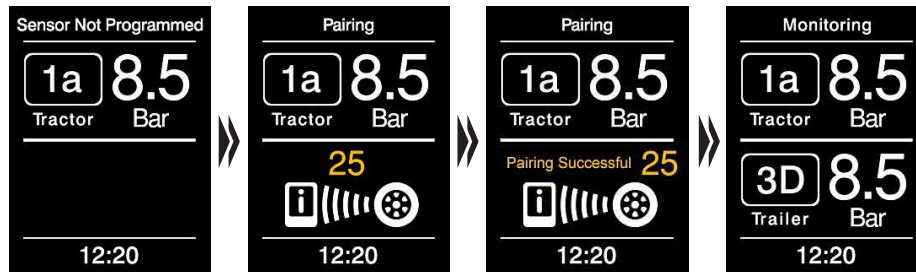 Sensor Not Programmed
1a 8.5
Tractor Bar
12:20
Pairing
1a 8.5
Tractor Bar
25
i
12:20
Pairing
1a 8.5
Tractor Bar
Pairing Successful 25
i
12:20
Monitoring
1a 8.5
Tractor Bar
3D 8.5
Trailer Bar
12:20